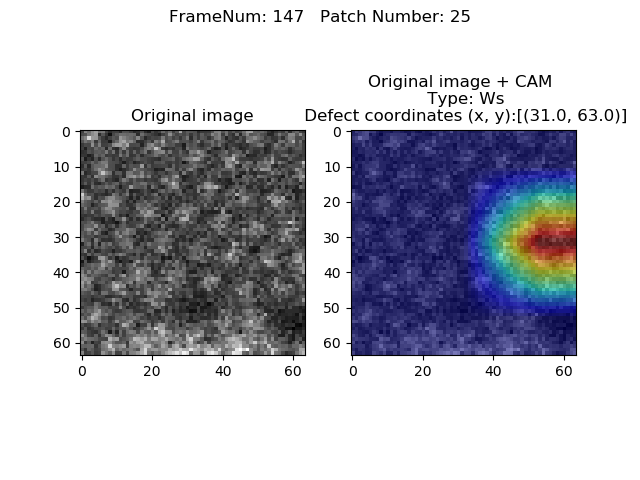 FrameNum: 147   Patch Number: 25
Original image
Original image + CAM
Type: Ws
Defect coordinates (x, y):[(31.0, 63.0)]
0
10
20
30
40
50
60
0 20 40 60
0
10
20
30
40
50
60
0 20 40 60